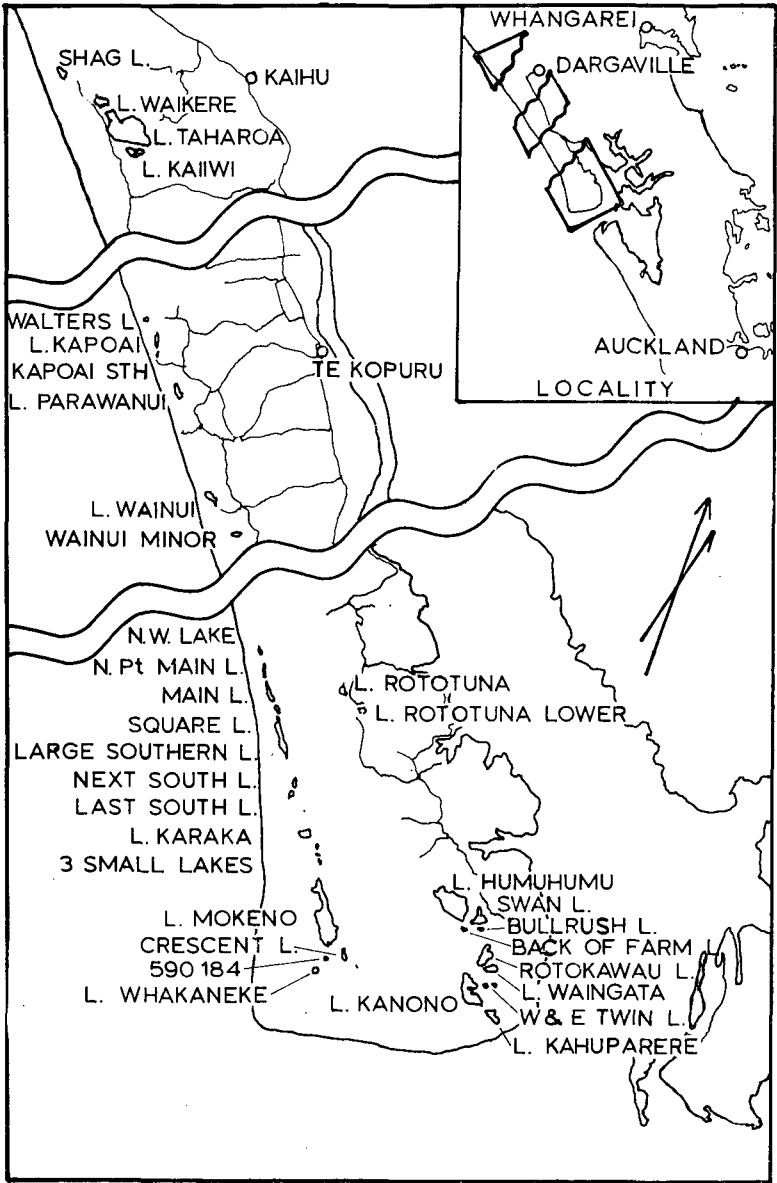 WHANGAREI
DARGAVILLE
AUCKLAND
LOCALITY
SHAG L.
KAIHU
L. WAIKERE
L. TAHAROA
L. KAIIWI
WALTERS L.
L. KAPOAI
KAPOAI STH
TE KOPURU
L. PARAWANUI
L. WAINUI
WAINUI MINOR
N.W. LAKE
N. Pt MAIN L.
L. ROTOTUNA
MAIN L.
L. ROTOTUNA LOWER
SQUARE L.
LARGE SOUTHERN L.
NEXT SOUTH L.
LAST SOUTH L.
L. KARAKA
3 SMALL LAKES
L. HUMUHUMU
SWAN L.
L. MOKENO
BULLRUSH L.
CRESCENT L.
BACK OF FARM L
590 184
ROTOKAWAU L.
L. WHAKANEKE
L. WAINGATA
L. KANONO
W & E TWIN L.
L. KAHUPARERE